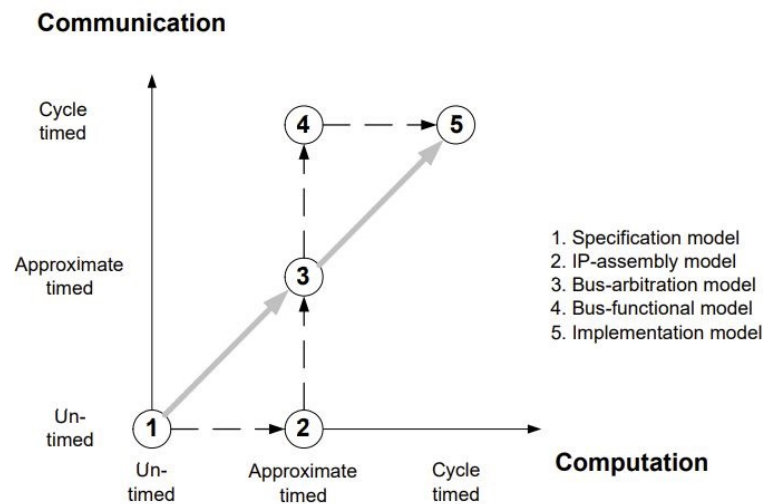 Communication
Cycle
timed
4
5
Approximate
timed
3
1. Specification model
2. IP-assembly model
3. Bus-arbitration model
4. Bus-functional model
5. Implementation model
Un-
timed
1
2
Computation
Un-
timed
Approximate
timed
Cycle
timed